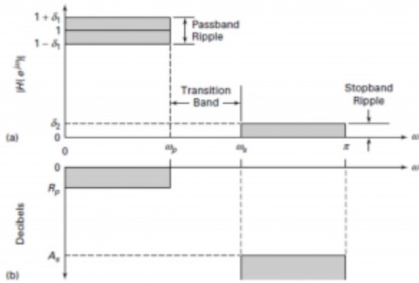 1 + δ₁
1
1 − δ₁
Passband
Ripple
|H(e^jω)|
Transition
Band
Stopband
Ripple
δ₂
(a)
0
0
ωp
ωs
π
ω
0
ω
Rp
Decibels
As
(b)